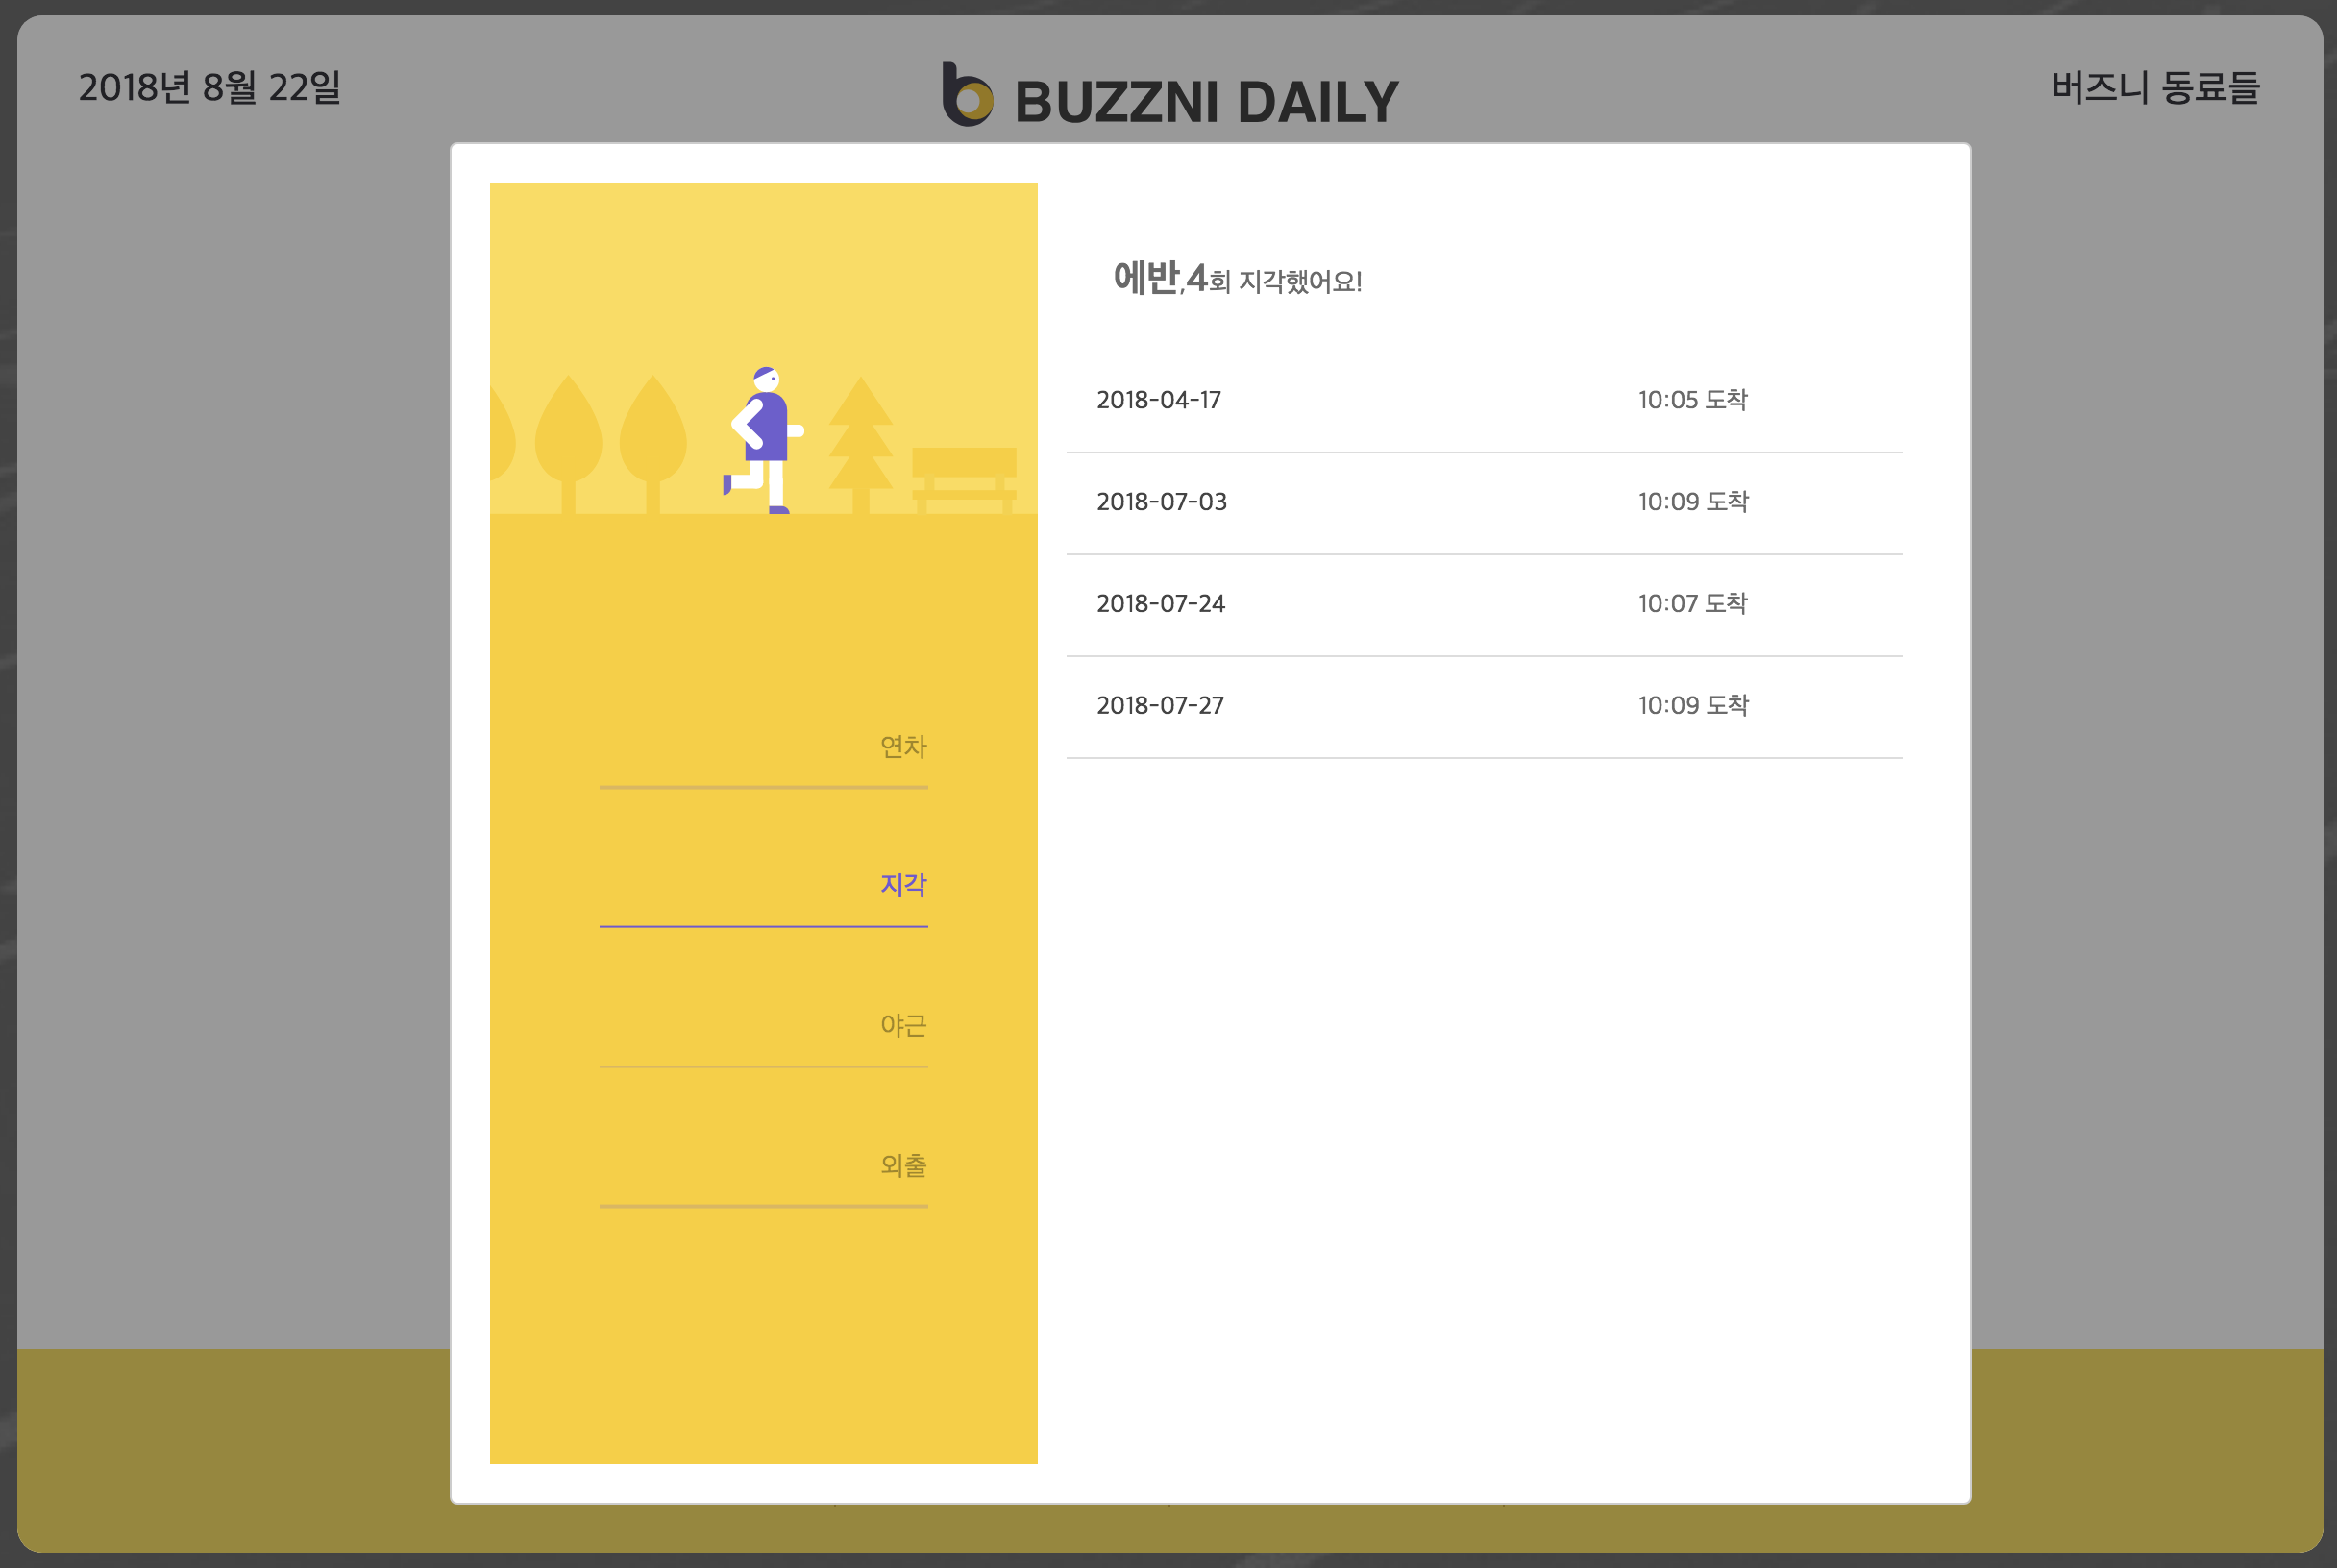 2018년 8월 22일
BUZZNI DAILY
버즈니 동료들
에반,4회 지각했어요!
2018-04-17 10:05 도착
2018-07-03 10:09 도착
2018-07-24 10:07 도착
2018-07-27 10:09 도착
연차
지각
야근
외출